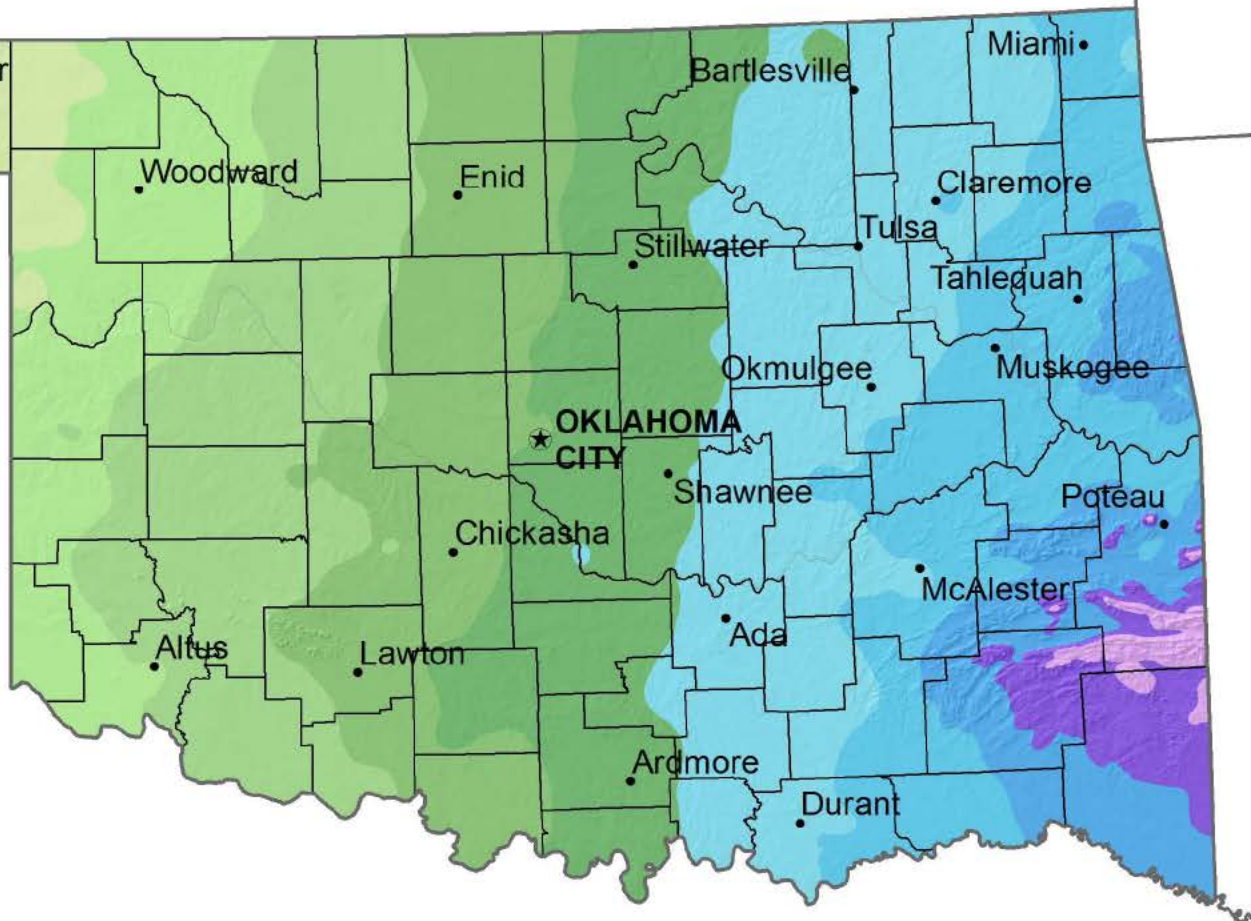 Miami
Bartlesville
r
Woodward
Enid
Claremore
Tulsa
Stillwater
Tahlequah
Okmulgee
Muskogee
OKLAHOMA
CITY
Shawnee
Poteau
Chickasha
McAlester
Ada
Altus
Lawton
Ardmore
Durant